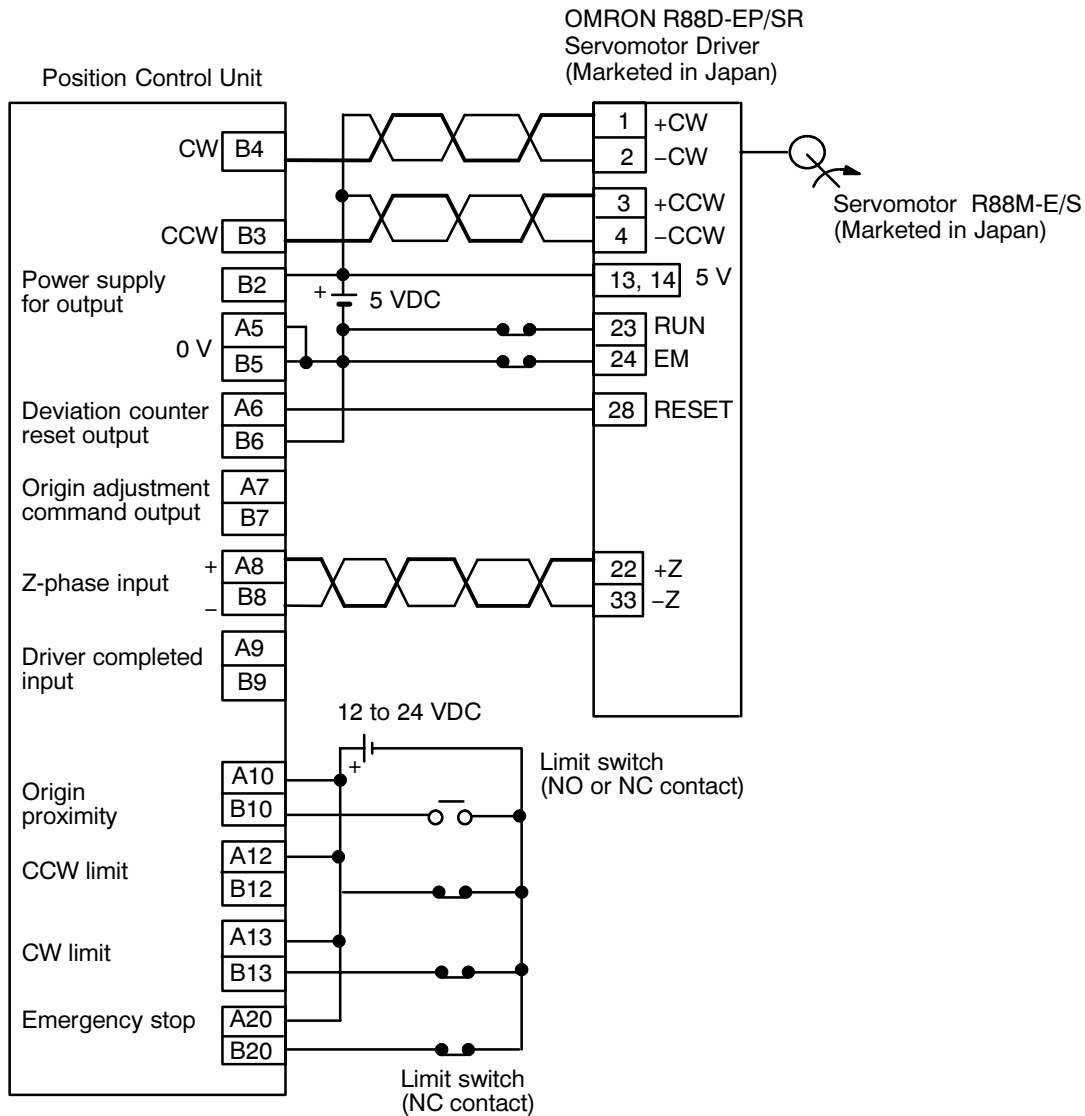 OMRON R88D-EP/SR
Servomotor Driver
(Marketed in Japan)
Position Control Unit
CW B4
1 +CW
2 −CW
3 +CCW
CCW B3
4 −CCW
Servomotor R88M-E/S
(Marketed in Japan)
Power supply
for output
B2
13, 14 5 V
+ 5 VDC
0 V
A5
B5
23 RUN
24 EM
Deviation counter
reset output
A6
B6
28 RESET
Origin adjustment
command output
A7
B7
Z-phase input
+ A8
− B8
22 +Z
33 −Z
Driver completed
input
A9
B9
12 to 24 VDC
+
Limit switch
(NO or NC contact)
Origin
proximity
A10
B10
CCW limit
A12
B12
CW limit
A13
B13
Emergency stop
A20
B20
Limit switch
(NC contact)